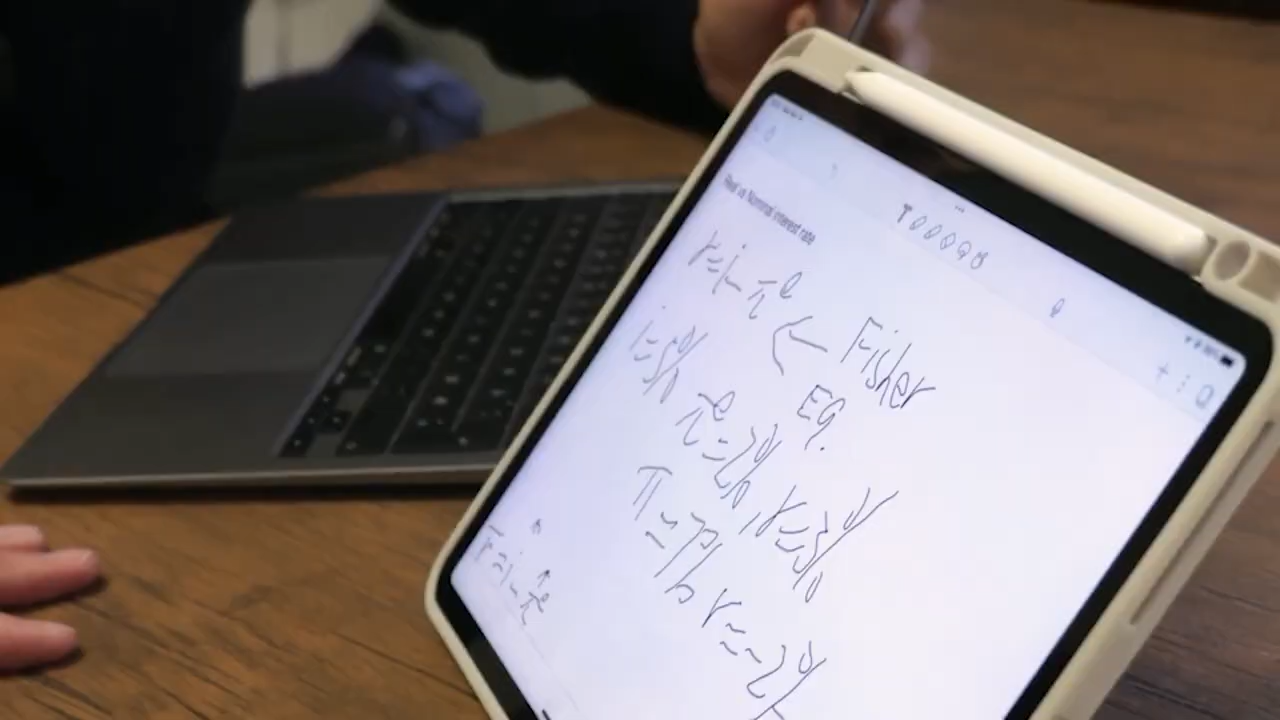 Real vs Nominal interest rate
r = i - πᵉ ← Fisher Eq.
i = 5%
πᵉ = 2%, r = 3%
π = 7% r = -2%
r̅ = i↑ - πᵉ↑